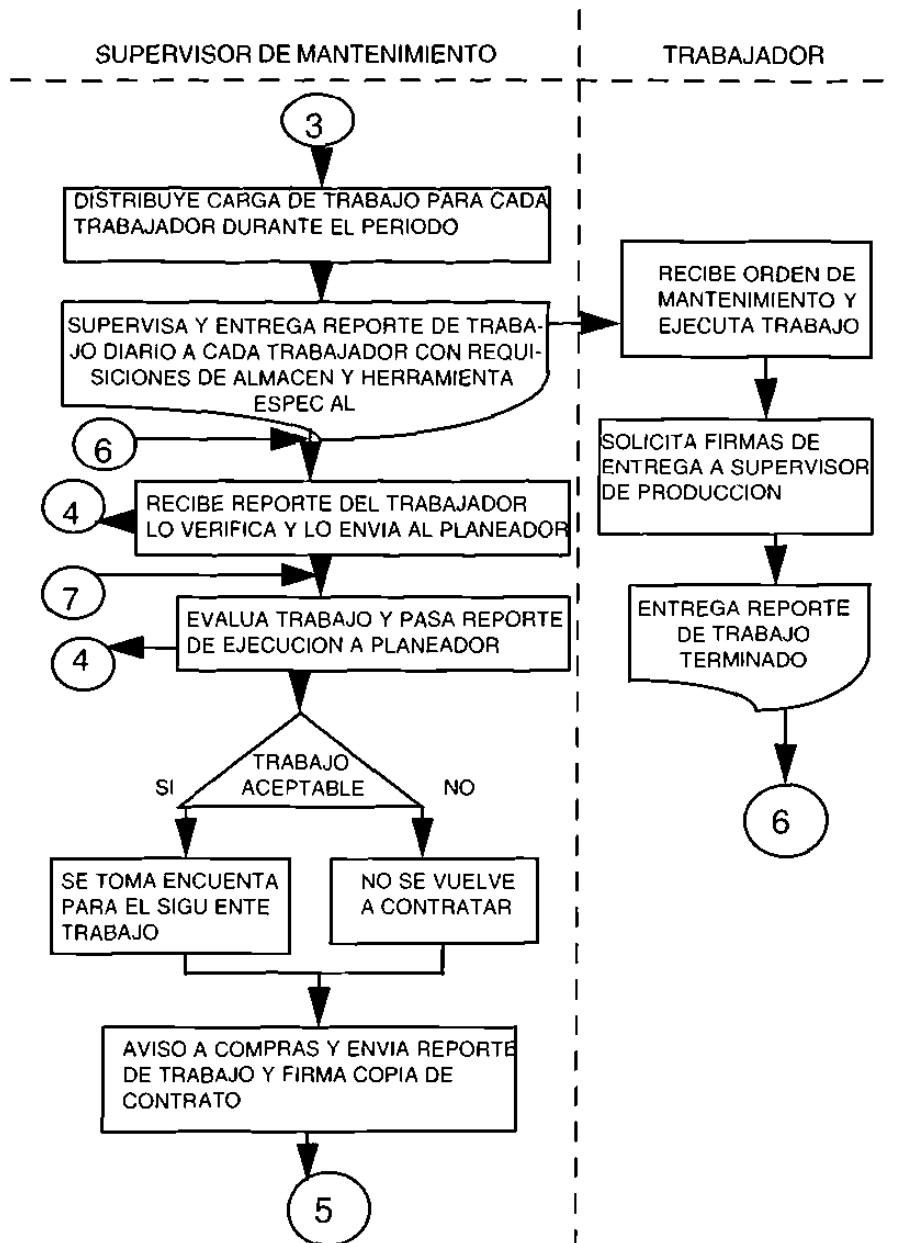 SUPERVISOR DE MANTENIMIENTO
TRABAJADOR
3
DISTRIBUYE CARGA DE TRABAJO PARA CADA
TRABAJADOR DURANTE EL PERIODO
SUPERVISA Y ENTREGA REPORTE DE TRABA-
JO DIARIO A CADA TRABAJADOR CON REQUI-
SICIONES DE ALMACEN Y HERRAMIENTA
ESPEC AL
6
RECIBE REPORTE DEL TRABAJADOR
LO VERIFICA Y LO ENVIA AL PLANEADOR
4
7
EVALUA TRABAJO Y PASA REPORTE
DE EJECUCION A PLANEADOR
4
TRABAJO
ACEPTABLE
SI
NO
SE TOMA ENCUENTA
PARA EL SIGU ENTE
TRABAJO
NO SE VUELVE
A CONTRATAR
AVISO A COMPRAS Y ENVIA REPORTE
DE TRABAJO Y FIRMA COPIA DE
CONTRATO
5
RECIBE ORDEN DE
MANTENIMIENTO Y
EJECUTA TRABAJO
SOLICITA FIRMAS DE
ENTREGA A SUPERVISOR
DE PRODUCCION
ENTREGA REPORTE
DE TRABAJO
TERMINADO
6